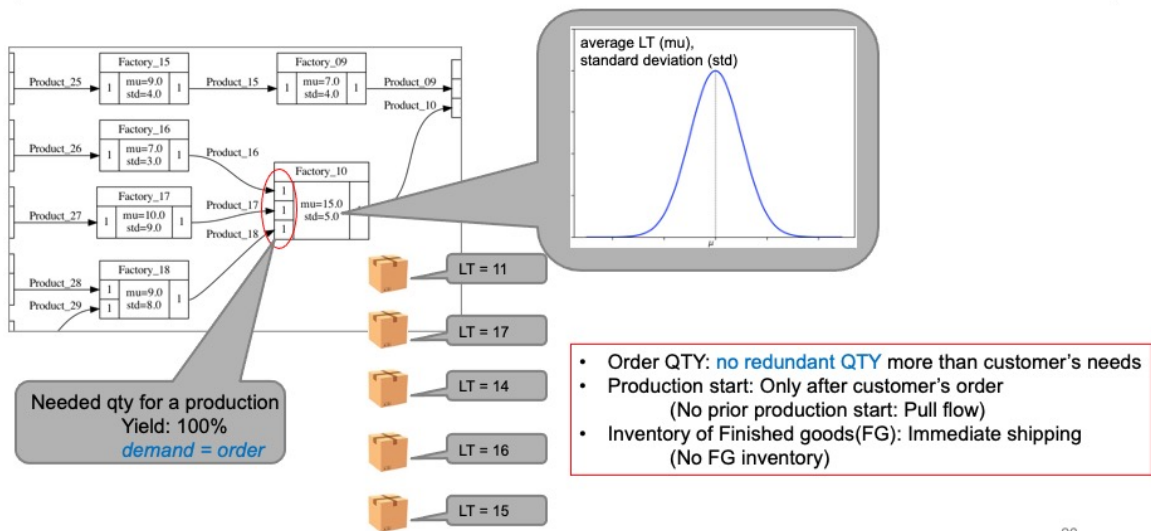 average LT (mu),
standard deviation (std)
μ
Factory_15
Product_25
1
mu=9.0
std=4.0
1
Product_15
Factory_09
1
mu=7.0
std=4.0
1
Product_09
Product_10
Factory_16
Product_26
1
mu=7.0
std=3.0
1
Product_16
Factory_17
Product_27
1
mu=10.0
std=9.0
1
Product_17
Factory_18
Product_28
Product_29
1
1
mu=9.0
std=8.0
1
Product_18
Factory_10
1
1
1
mu=15.0
std=5.0
LT = 11
LT = 17
LT = 14
LT = 16
LT = 15
Needed qty for a production
Yield: 100%
demand = order
• Order QTY: no redundant QTY more than customer's needs
• Production start: Only after customer's order
(No prior production start: Pull flow)
• Inventory of Finished goods(FG): Immediate shipping
(No FG inventory)